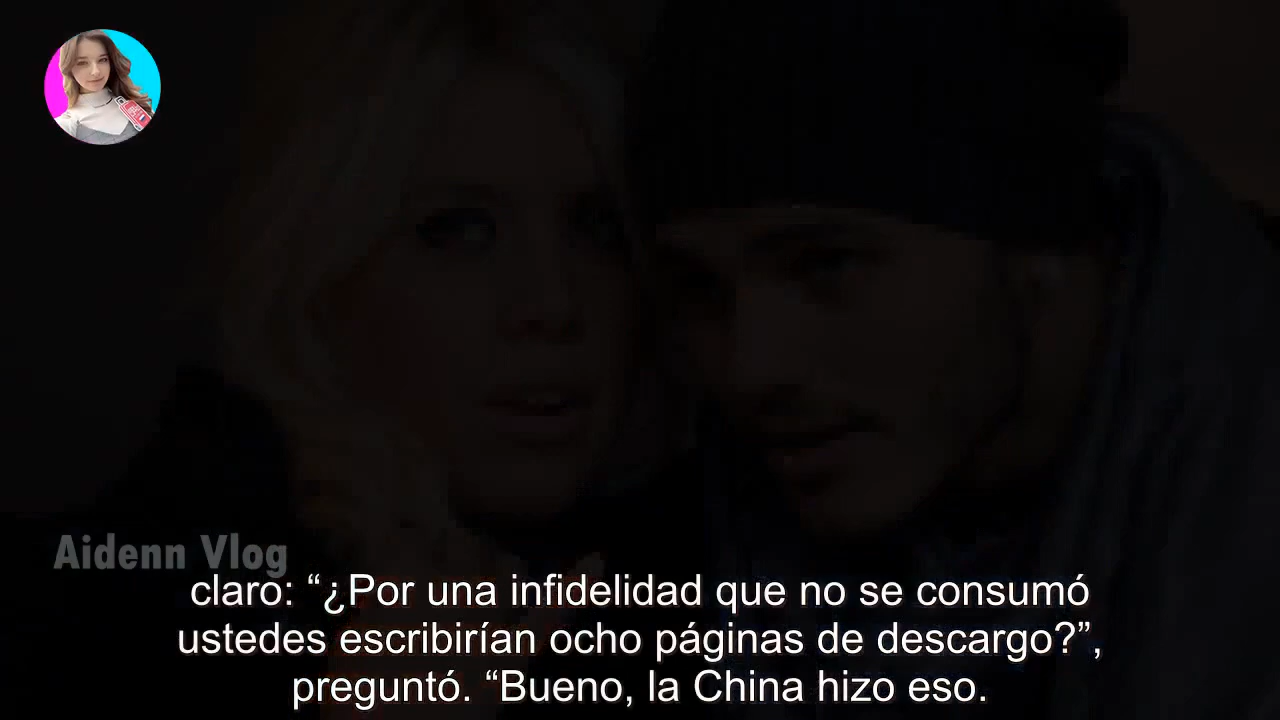 Aidenn Vlog
claro: “¿Por una infidelidad que no se consumó
ustedes escribirían ocho páginas de descargo?”,
preguntó. “Bueno, la China hizo eso.